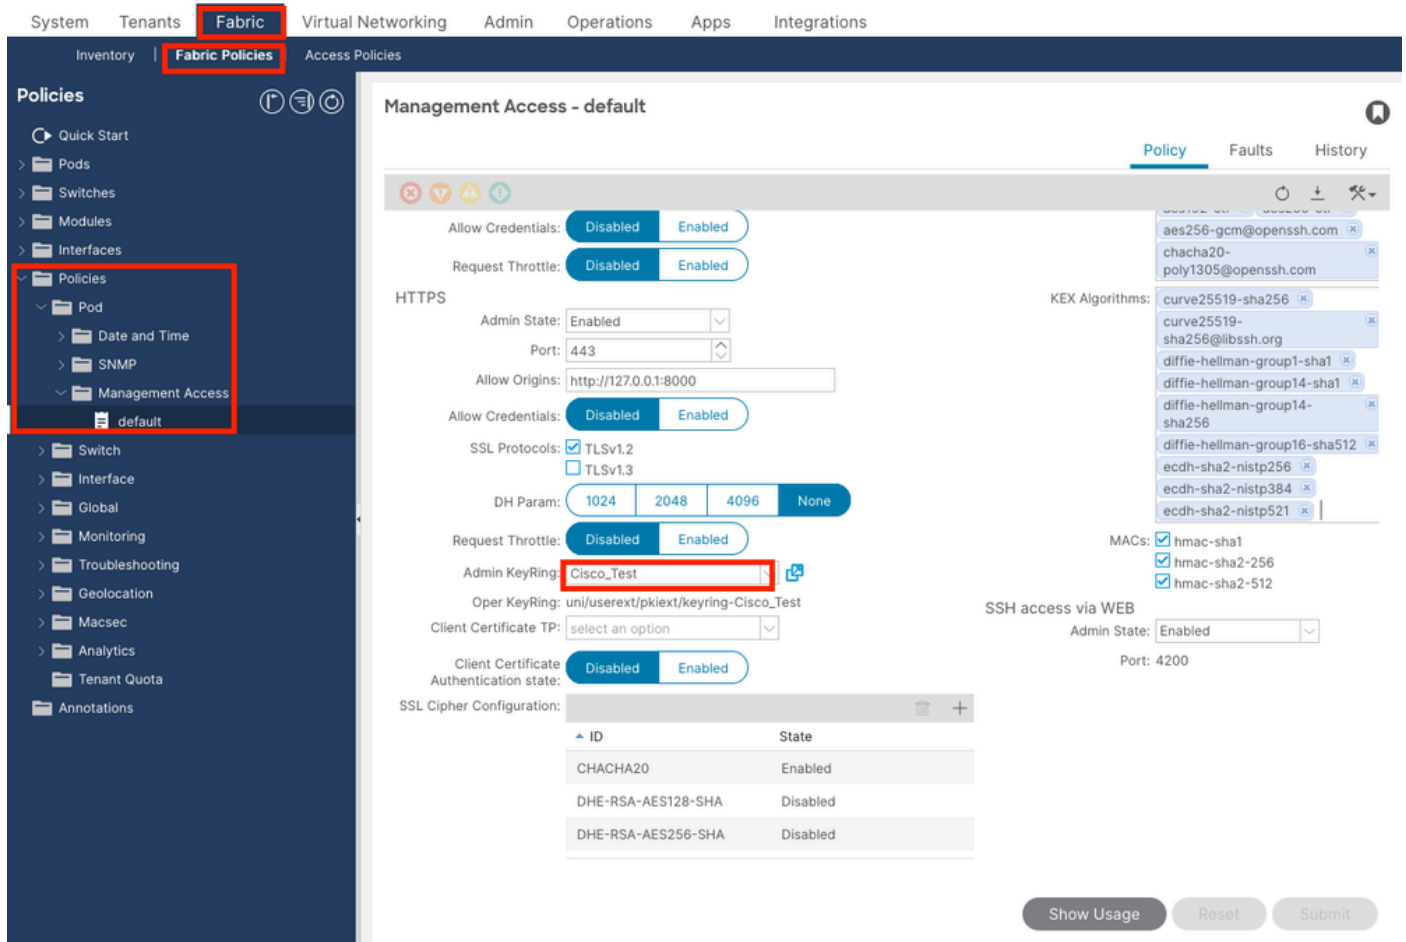 System Tenants Fabric Virtual Networking Admin Operations Apps Integrations
Inventory | Fabric Policies Access Policies
Policies
Quick Start
Pods
Switches
Modules
Interfaces
Policies
Pod
Date and Time
SNMP
Management Access
default
Switch
Interface
Global
Monitoring
Troubleshooting
Geolocation
Macsec
Analytics
Tenant Quota
Annotations
Management Access - default
Policy Faults History
Allow Credentials: Disabled Enabled
Request Throttle: Disabled Enabled
HTTPS
Admin State: Enabled
Port: 443
Allow Origins: http://127.0.0.1:8000
Allow Credentials: Disabled Enabled
SSL Protocols: TLSv1.2
TLSv1.3
DH Param: 1024 2048 4096 None
Request Throttle: Disabled Enabled
Admin KeyRing: Cisco_Test
Oper KeyRing: uni/userext/pkiext/keyring-Cisco_Test
Client Certificate TP: select an option
Client Certificate
Authentication state: Disabled Enabled
SSL Cipher Configuration:
ID State
CHACHA20 Enabled
DHE-RSA-AES128-SHA Disabled
DHE-RSA-AES256-SHA Disabled
aes256-gcm@openssh.com
chacha20-
poly1305@openssh.com
KEX Algorithms: curve25519-sha256
curve25519-
sha256@libssh.org
diffie-hellman-group1-sha1
diffie-hellman-group14-sha1
diffie-hellman-group14-
sha256
diffie-hellman-group16-sha512
ecdh-sha2-nistp256
ecdh-sha2-nistp384
ecdh-sha2-nistp521
MACs: hmac-sha1
hmac-sha2-256
hmac-sha2-512
SSH access via WEB
Admin State: Enabled
Port: 4200
Show Usage Reset Submit